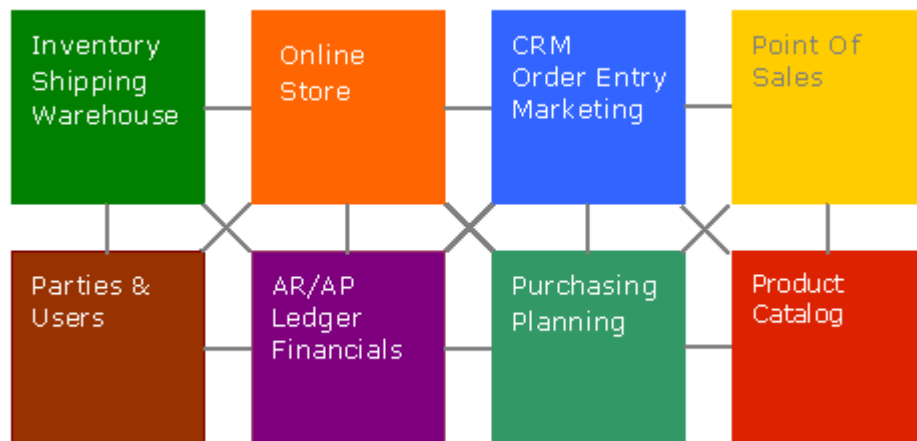 Inventory
Shipping
Warehouse
Online
Store
CRM
Order Entry
Marketing
Point Of
Sales
Parties &
Users
AR/AP
Ledger
Financials
Purchasing
Planning
Product
Catalog